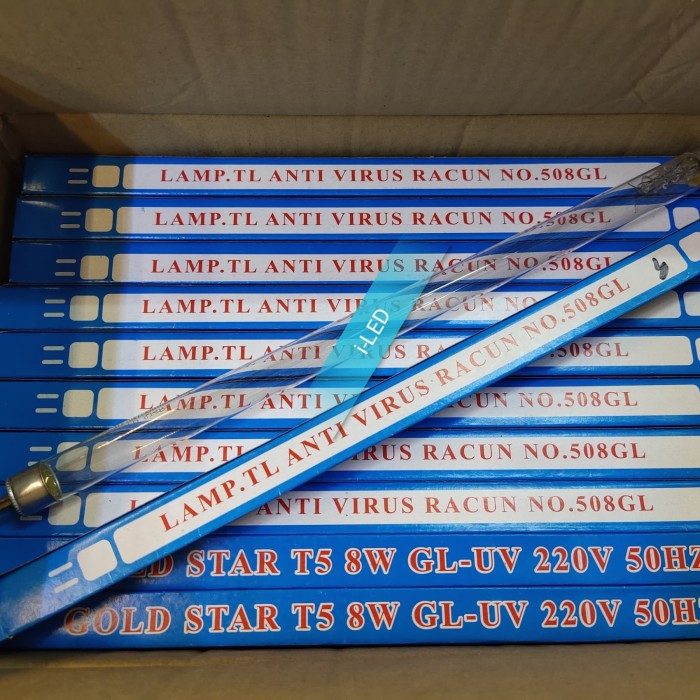 LAMP.TL ANTI VIRUS RACUN NO.508GL
LAMP.TL ANTI VIRUS RACUN NO.508GL
LAMP.TL ANTI VIRUS RACUN NO.508GL
LAMP.TL ANTI VIRUS RACUN NO.508GL
LAMP.TL ANTI VIRUS RACUN NO.508GL
LAMP.TL ANTI VIRUS RACUN NO.508GL
LAMP.TL ANTI VIRUS RACUN NO.508GL
ANTI VIRUS RACUN NO.508GL
i-LED
LAMP.TL ANTI VIRUS RACUN NO.508GL
STAR T5 8W GL-UV 220V 50HZ
GOLD STAR T5 8W GL-UV 220V 50HZ